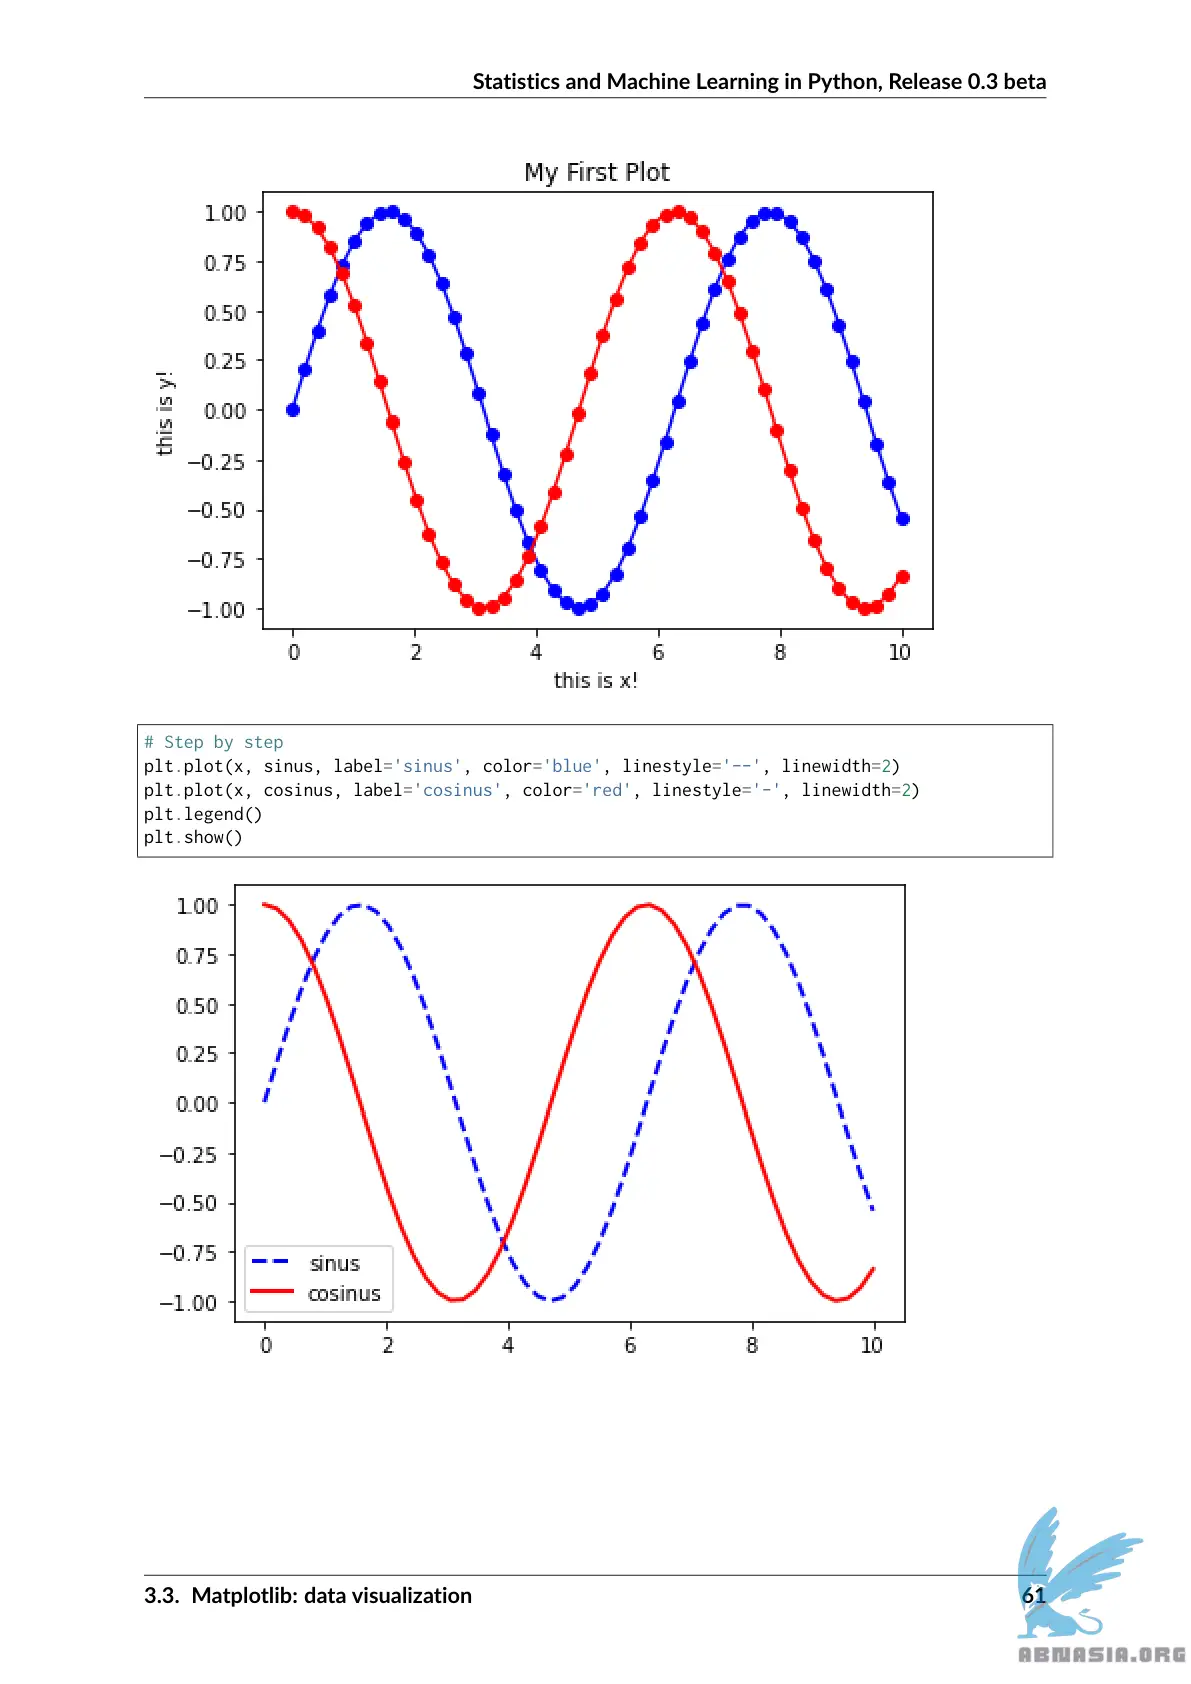 Statistics and Machine Learning in Python, Release 0.3 beta
My First Plot
1.00
0.75
0.50
0.25
0.00
−0.25
−0.50
−0.75
−1.00
this is y!
0 2 4 6 8 10
this is x!
# Step by step
plt.plot(x, sinus, label='sinus', color='blue', linestyle='--', linewidth=2)
plt.plot(x, cosinus, label='cosinus', color='red', linestyle='-', linewidth=2)
plt.legend()
plt.show()
1.00
0.75
0.50
0.25
0.00
−0.25
−0.50
−0.75
−1.00
sinus
cosinus
0 2 4 6 8 10
3.3. Matplotlib: data visualization 61
ABNASIA.ORG